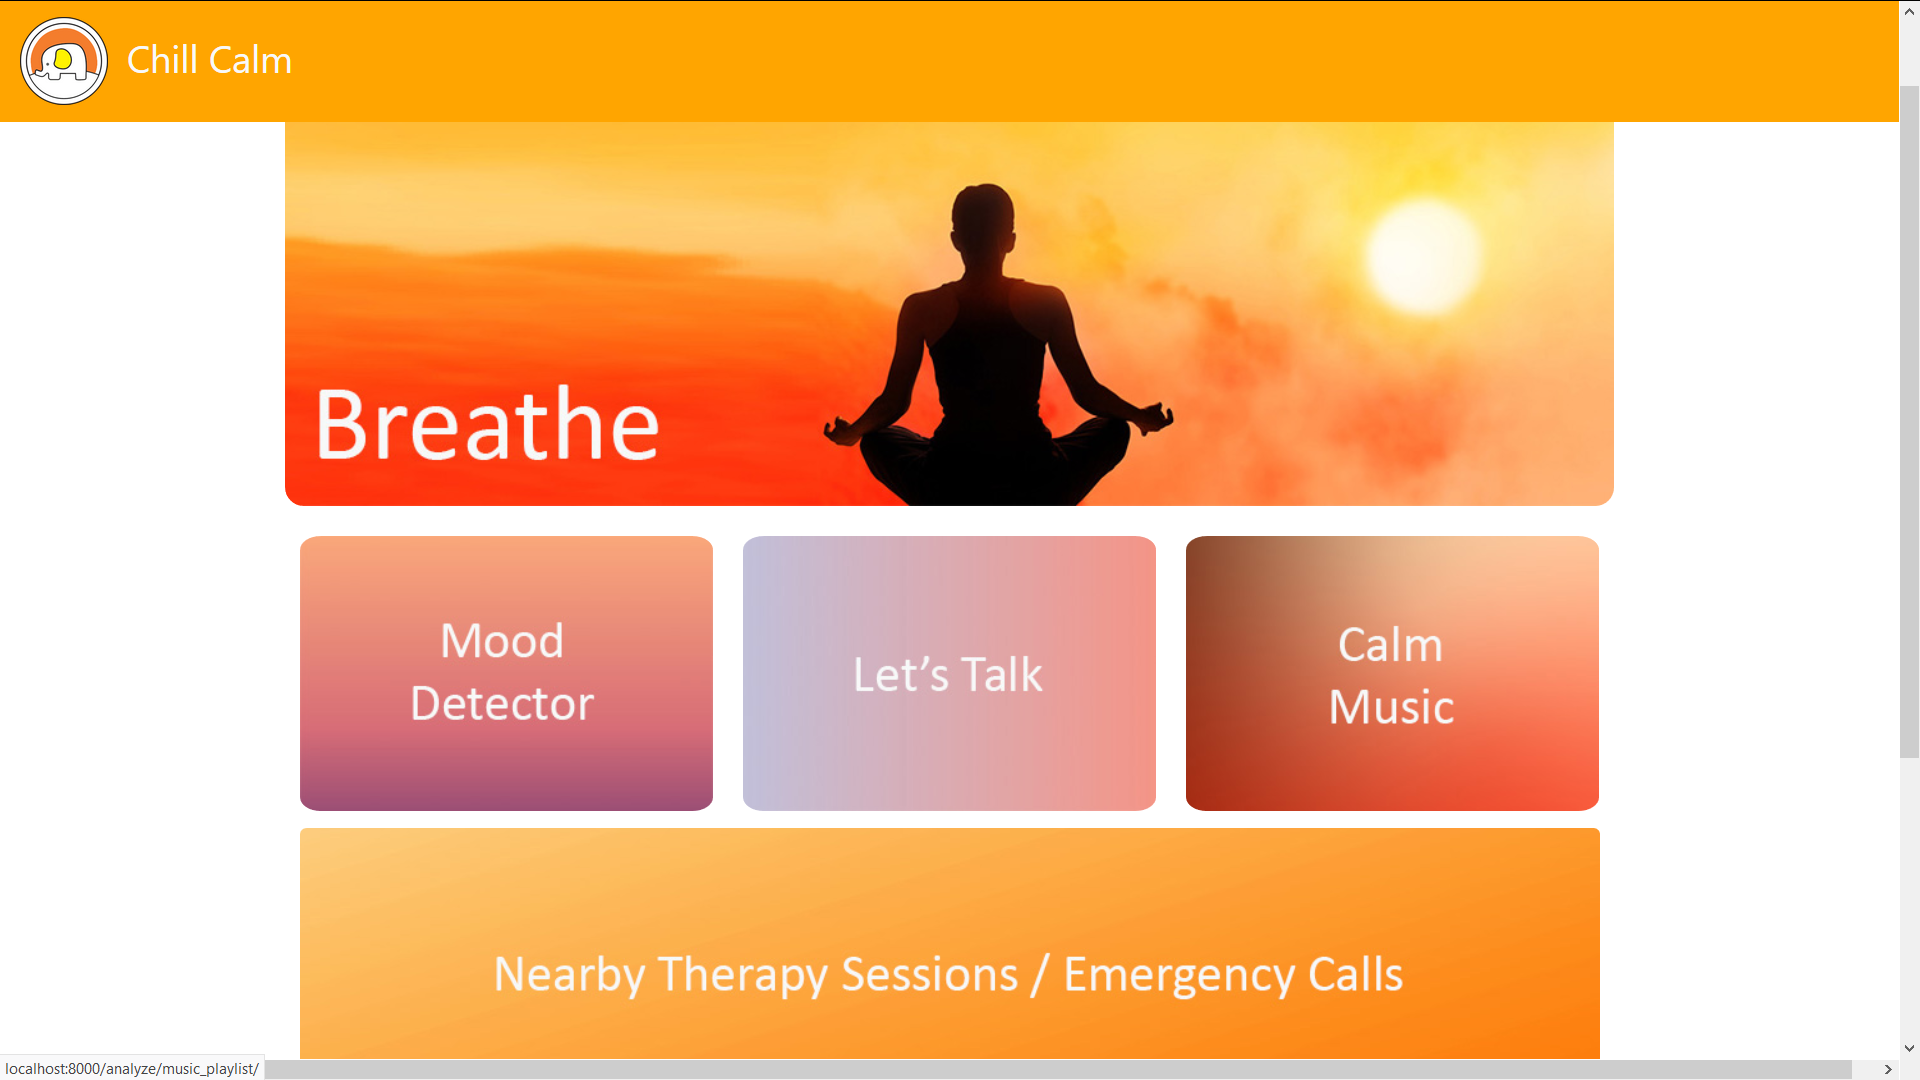 Chill Calm
Breathe
Mood
Detector
Let’s Talk
Calm
Music
Nearby Therapy Sessions / Emergency Calls
localhost:8000/analyze/music_playlist/